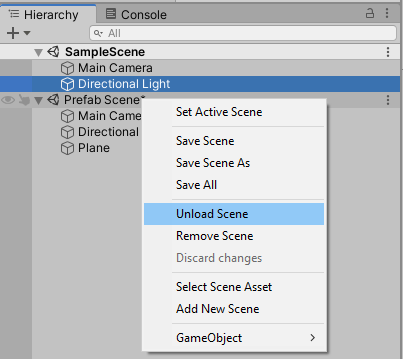 Hierarchy
Console
All
SampleScene
Main Camera
Directional Light
Prefab Scene*
Main Came
Directional
Plane
Set Active Scene
Save Scene
Save Scene As
Save All
Unload Scene
Remove Scene
Discard changes
Select Scene Asset
Add New Scene
GameObject